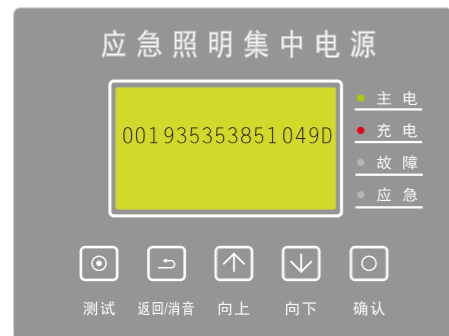 应急照明集中电源
001935353851049D
主电
充电
故障
应急
测试 返回/消音 向上 向下 确认